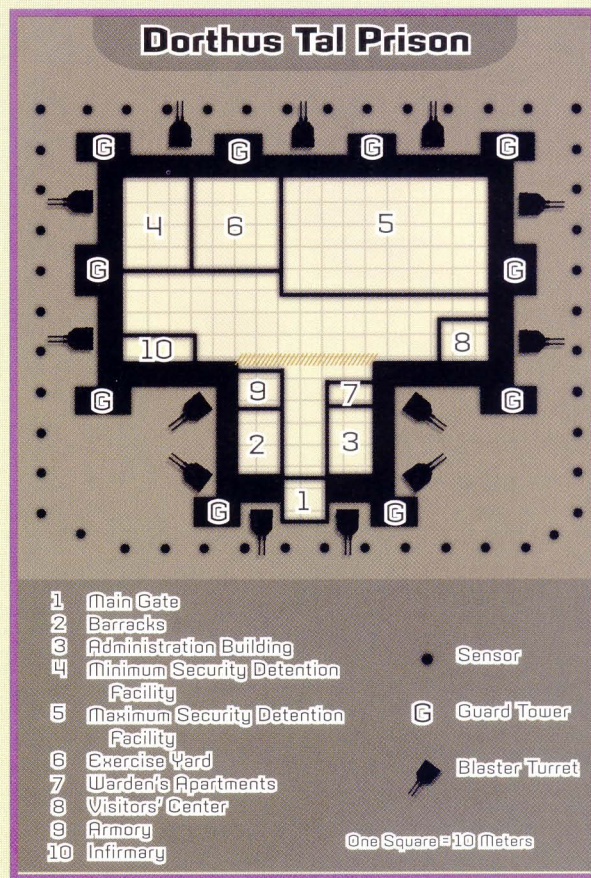 Dorthus Tal Prison
G G G G
4 6 5
G G
10 8
9 7
G G
2 3
1
G G
1 Main Gate
2 Barracks
3 Administration Building
4 Minimum Security Detention
Facility
5 Maximum Security Detention
Facility
6 Exercise Yard
7 Warden's Apartments
8 Visitors' Center
9 Armory
10 Infirmary
Sensor
G Guard Tower
Blaster Turret
One Square = 10 Meters